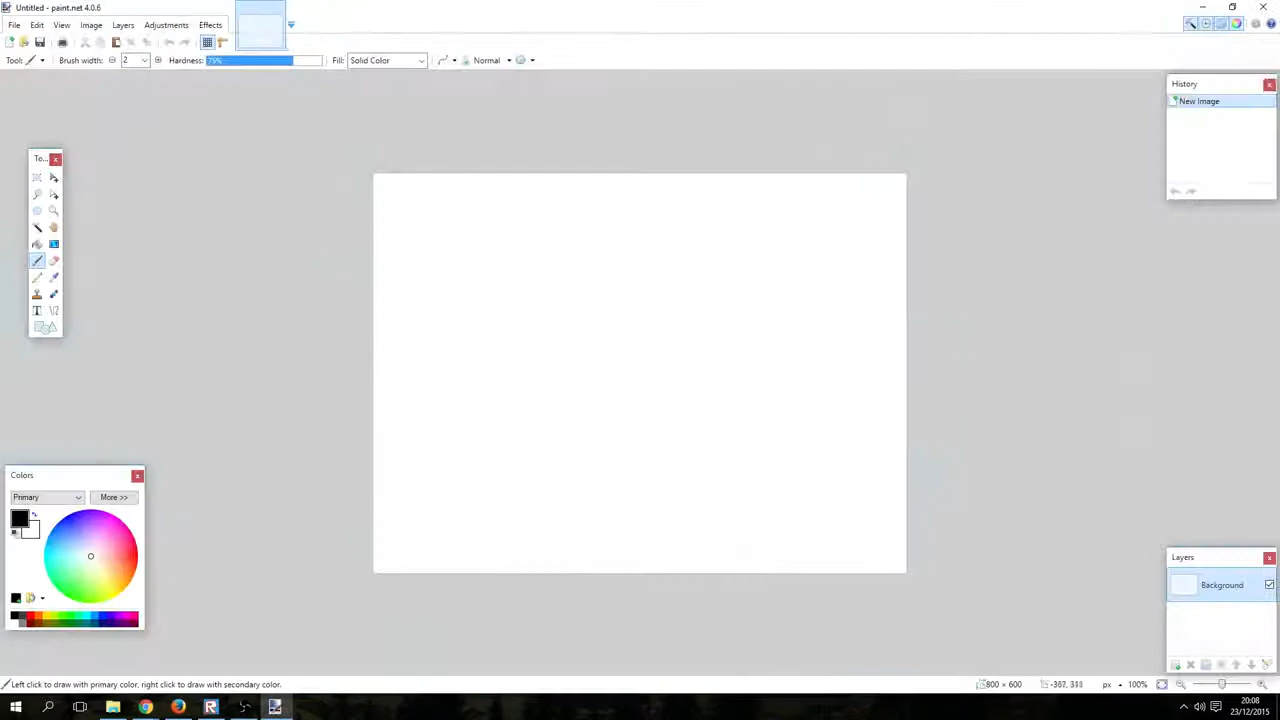 Untitled - paint.net 4.0.6
File Edit View Image Layers Adjustments Effects
Tool: Brush width: 2 Hardness: 75% Fill: Solid Color Normal
To...
History
New Image
Colors
Primary More >>
Layers
Background
Left click to draw with primary color, right click to draw with secondary color.
800 × 600 px 100%
20:08
23/12/2015